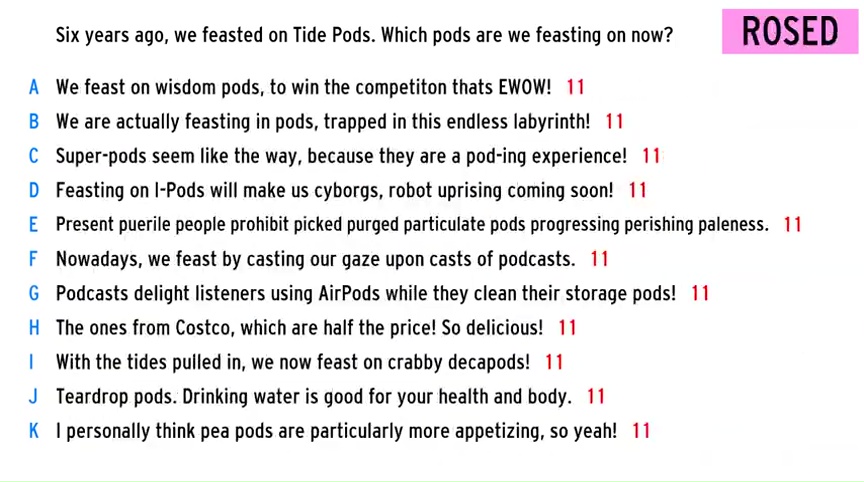 Six years ago, we feasted on Tide Pods. Which pods are we feasting on now?
ROSED
A We feast on wisdom pods, to win the competiton thats EWOW! 11
B We are actually feasting in pods, trapped in this endless labyrinth! 11
C Super-pods seem like the way, because they are a pod-ing experience! 11
D Feasting on I-Pods will make us cyborgs, robot uprising coming soon! 11
E Present puerile people prohibit picked purged particulate pods progressing perishing paleness. 11
F Nowadays, we feast by casting our gaze upon casts of podcasts. 11
G Podcasts delight listeners using AirPods while they clean their storage pods! 11
H The ones from Costco, which are half the price! So delicious! 11
I With the tides pulled in, we now feast on crabby decapods! 11
J Teardrop pods. Drinking water is good for your health and body. 11
K I personally think pea pods are particularly more appetizing, so yeah! 11